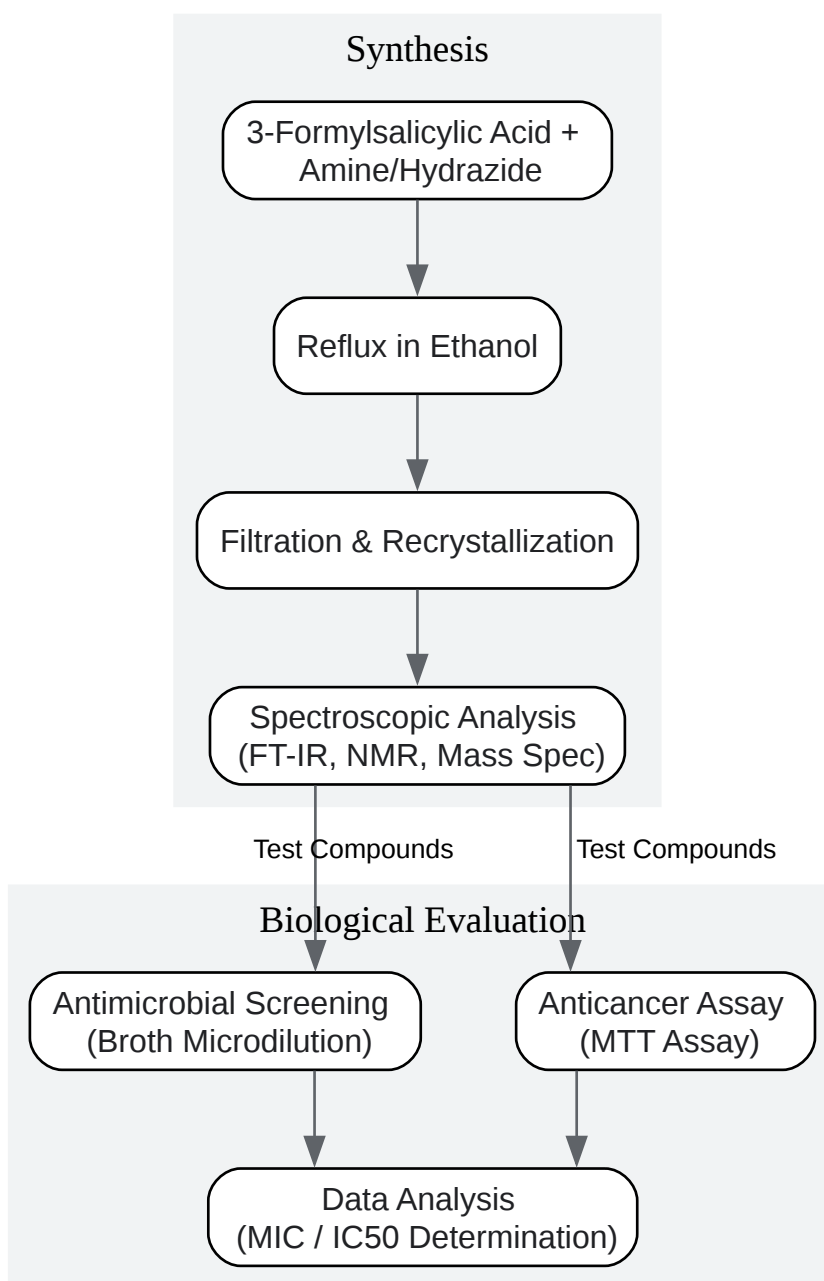 Synthesis
3-Formylsalicylic Acid +
Amine/Hydrazide
Reflux in Ethanol
Filtration & Recrystallization
Spectroscopic Analysis
(FT-IR, NMR, Mass Spec)
Test Compounds
Test Compounds
Biological Evaluation
Antimicrobial Screening
(Broth Microdilution)
Anticancer Assay
(MTT Assay)
Data Analysis
(MIC / IC50 Determination)